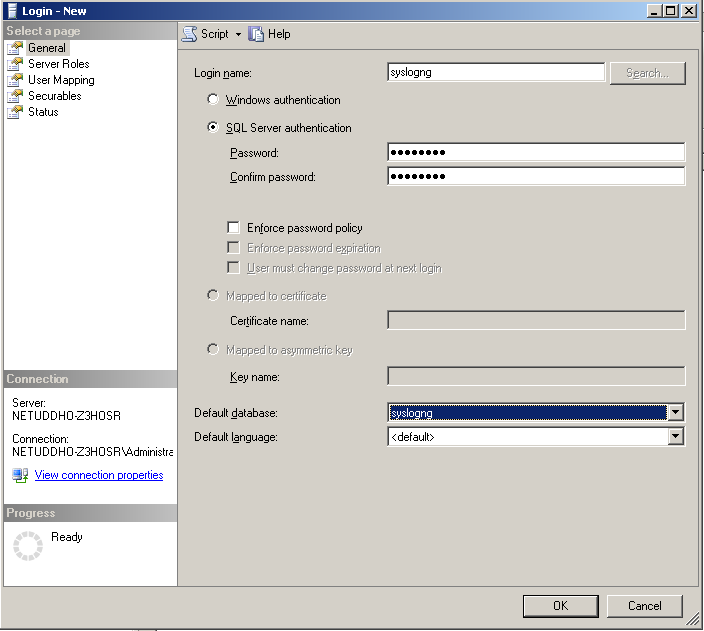 Login - New
Select a page
General
Server Roles
User Mapping
Securables
Status
Script
Help
Login name:
syslogng
Search...
Windows authentication
SQL Server authentication
Password:
●●●●●●●●
Confirm password:
●●●●●●●●
Enforce password policy
Enforce password expiration
User must change password at next login
Mapped to certificate
Certificate name:
Mapped to asymmetric key
Key name:
Default database:
syslogng
Default language:
<default>
Connection
Server:
NETUDDHO-Z3HOSR
Connection:
NETUDDHO-Z3HOSR\Administra
View connection properties
Progress
Ready
OK
Cancel